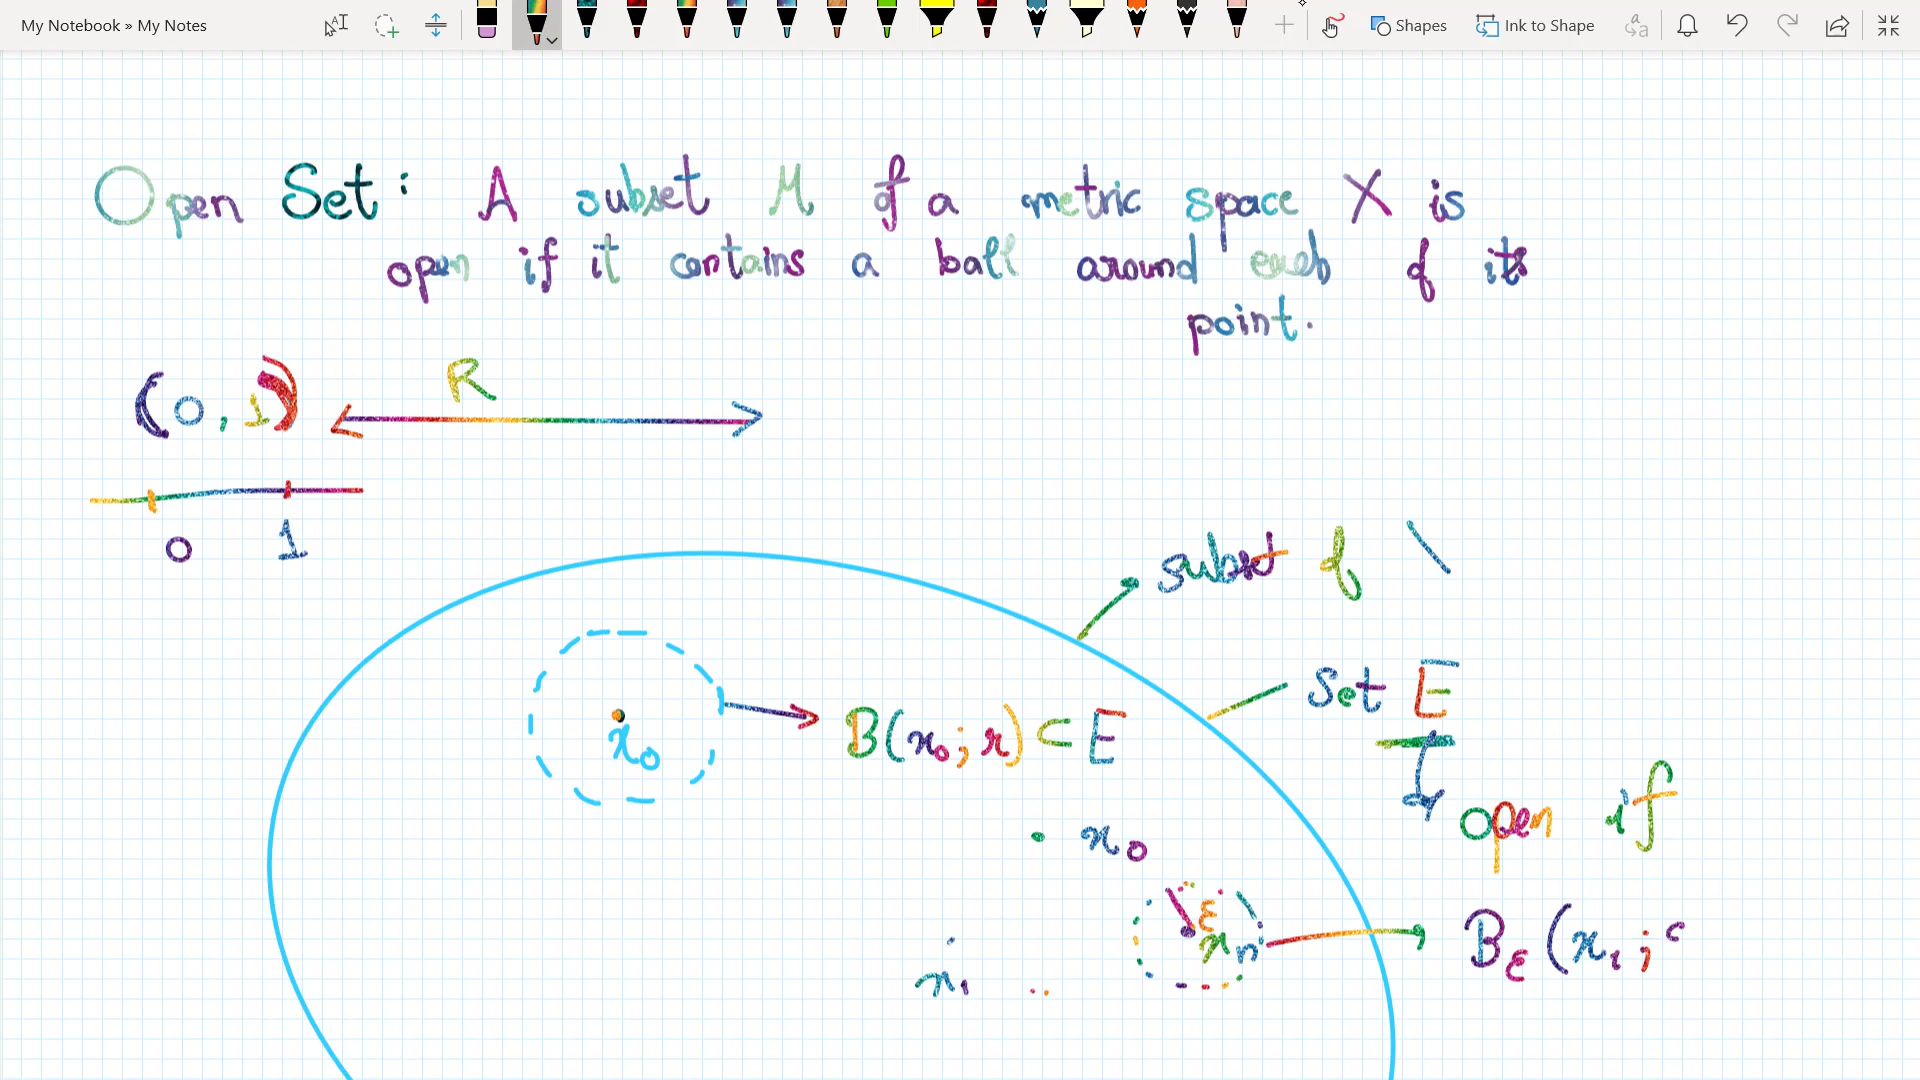 My Notebook » My Notes
Shapes
Ink to Shape
Open Set: A subset M of a metric space X is
open if it contains a ball around each of its
point.
(0,1)
R
0 1
subset of
Set E
x₀
B(x₀; r) ⊂ E
open if
x₀
ε
xₙ
x₁
Bε(x₁;